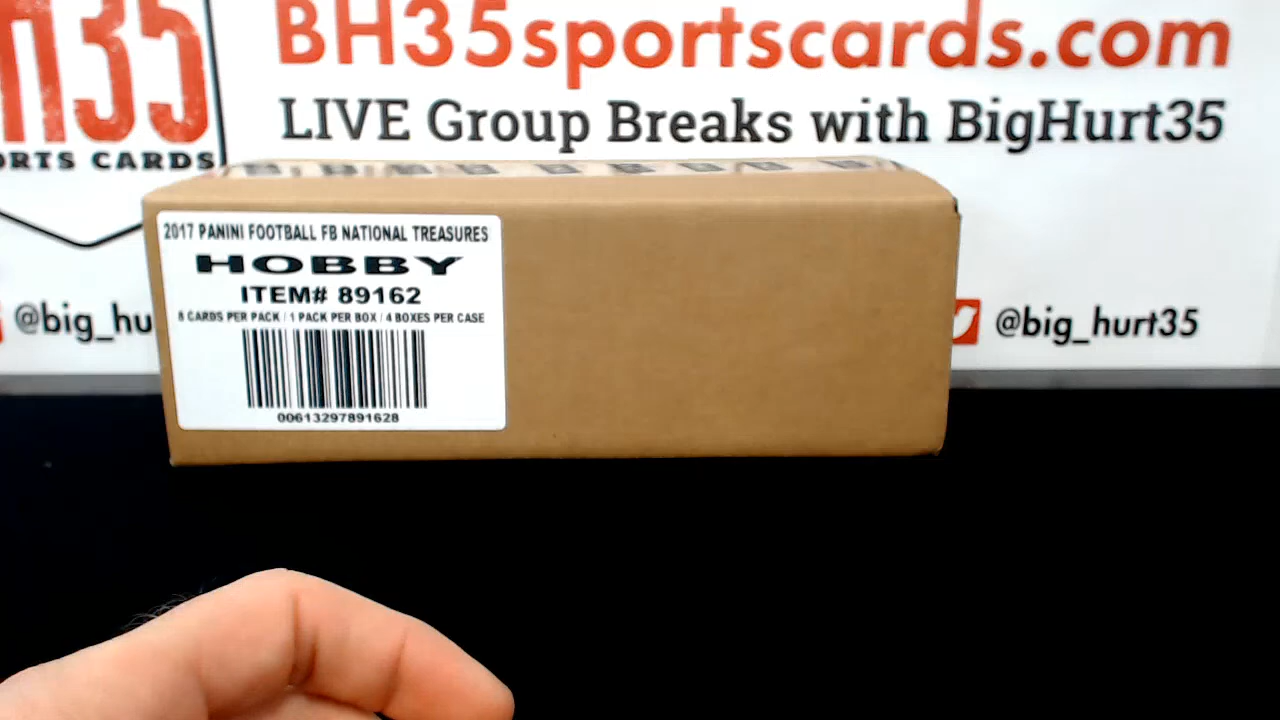 H35
ORTS CARDS
BH35sportscards.com
LIVE Group Breaks with BigHurt35
@big_hu
@big_hurt35
2017 PANINI FOOTBALL FB NATIONAL TREASURES
HOBBY
ITEM# 89162
8 CARDS PER PACK / 1 PACK PER BOX / 4 BOXES PER CASE
00613297891628